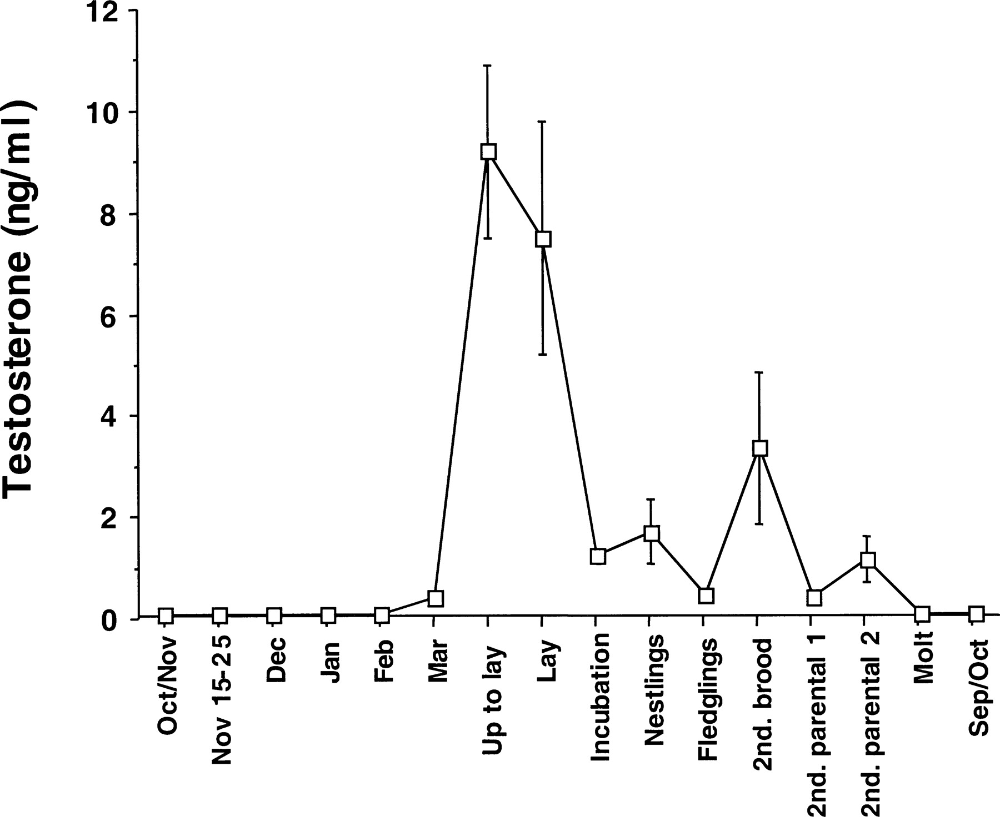 Testosterone (ng/ml)
12
10
8
6
4
2
0
Oct/Nov
Nov 15-25
Dec
Jan
Feb
Mar
Up to lay
Lay
Incubation
Nestlings
Fledglings
2nd. brood
2nd. parental 1
2nd. parental 2
Molt
Sep/Oct